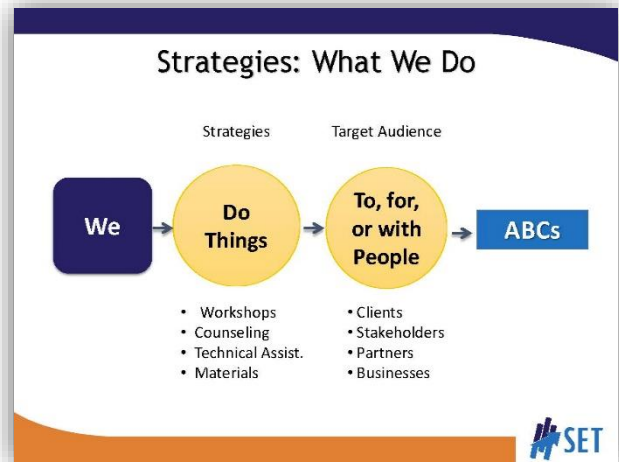 Strategies: What We Do
Strategies
Target Audience
We
Do
Things
To, for,
or with
People
ABCs
• Workshops
• Counseling
• Technical Assist.
• Materials
• Clients
• Stakeholders
• Partners
• Businesses
SET